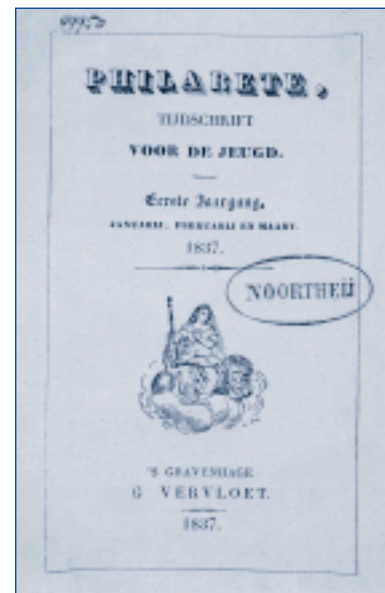 PHILARETE,
TIJDSCHRIFT
VOOR DE JEUGD.
Eerste Jaargang,
JANUARIJ, FEBRUARIJ EN MAART.
1837.
NOORTHEIJ
'S GRAVENHAGE
G VERVLOET.
1837.